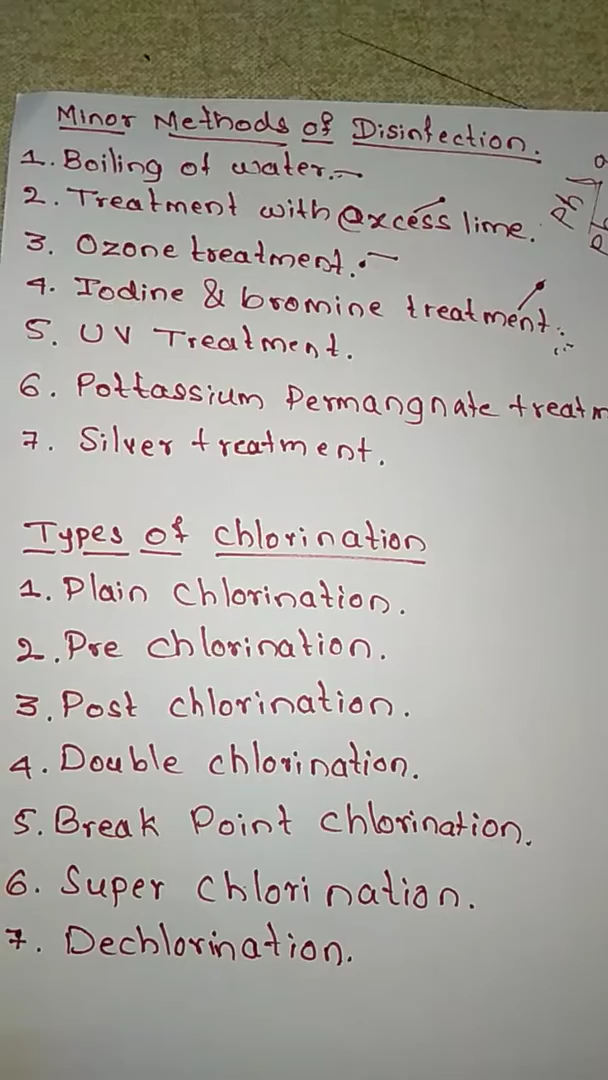 Minor Methods of Disinfection.
1. Boiling of water.
2. Treatment with excess lime.
3. Ozone treatment.
4. Iodine & bromine treatment.
5. UV Treatment.
6. Pottassium Permangnate treatm
7. Silver treatment.
Types of chlorination
1. Plain chlorination.
2. Pre chlorination.
3. Post chlorination.
4. Double chlorination.
5. Break Point chlorination.
6. Super chlorination.
7. Dechlorination.